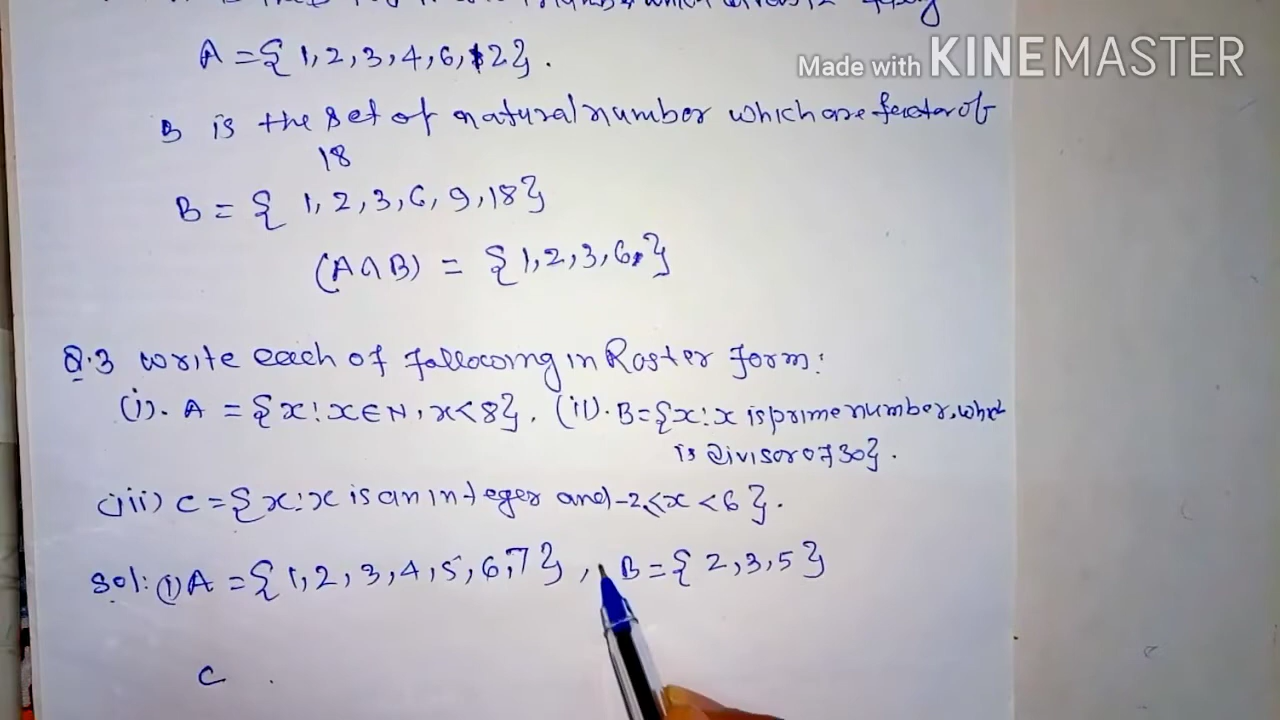 Made with KINEMASTER
A = { 1, 2, 3, 4, 6, 12 } .
B is the set of natural number which are factor of
18
B = { 1, 2, 3, 6, 9, 18 }
(A∩B) = { 1, 2, 3, 6, }
Q.3 Write each of following in Roster form:
(i). A = {x: x∈N, x<8}. (ii). B={x: x is prime number, which
is divisor of 30} .
(iii) C = {x: x is an integer and -2<x <6 }.
Sol: (i) A = { 1, 2, 3, 4, 5, 6, 7 } , B = { 2, 3, 5 }
C